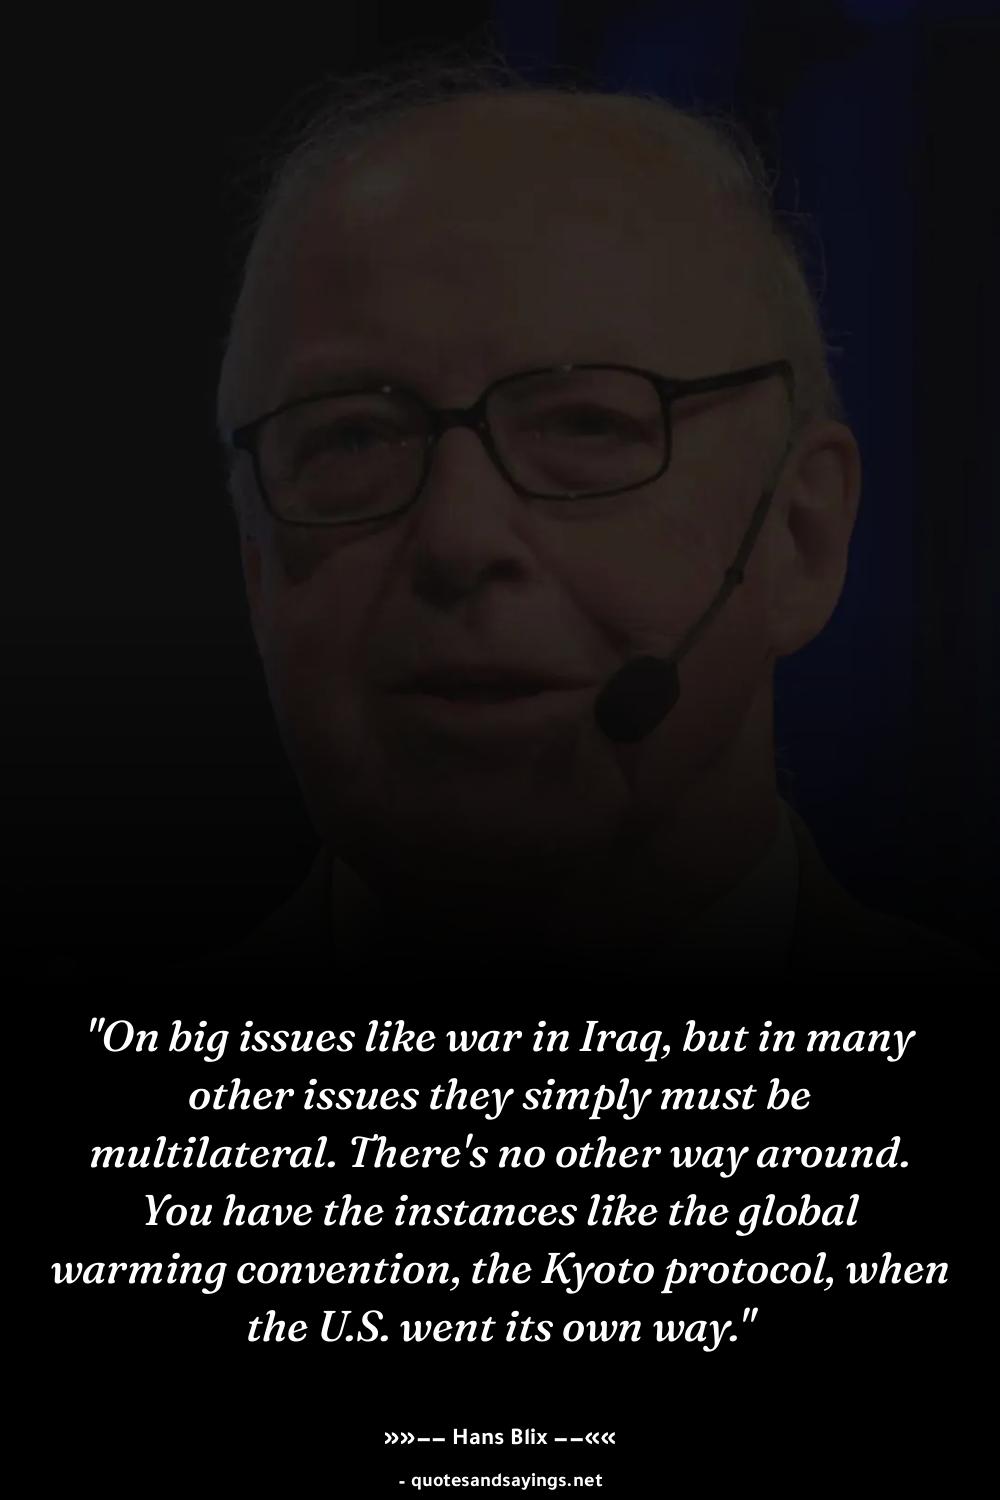 "On big issues like war in Iraq, but in many
other issues they simply must be
multilateral. There's no other way around.
You have the instances like the global
warming convention, the Kyoto protocol, when
the U.S. went its own way."
»»–– Hans Blix ––««
- quotesandsayings.net